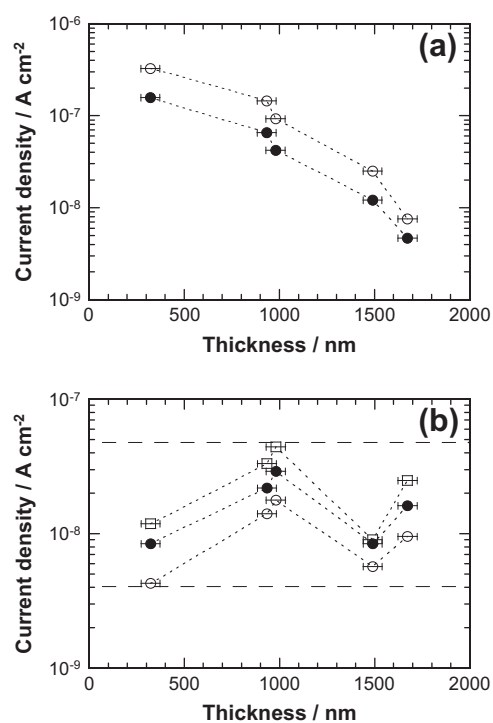 (a)
10-6
10-7
10-8
10-9
Current density / A cm-2
0 500 1000 1500 2000
Thickness / nm
(b)
10-7
10-8
10-9
Current density / A cm-2
0 500 1000 1500 2000
Thickness / nm